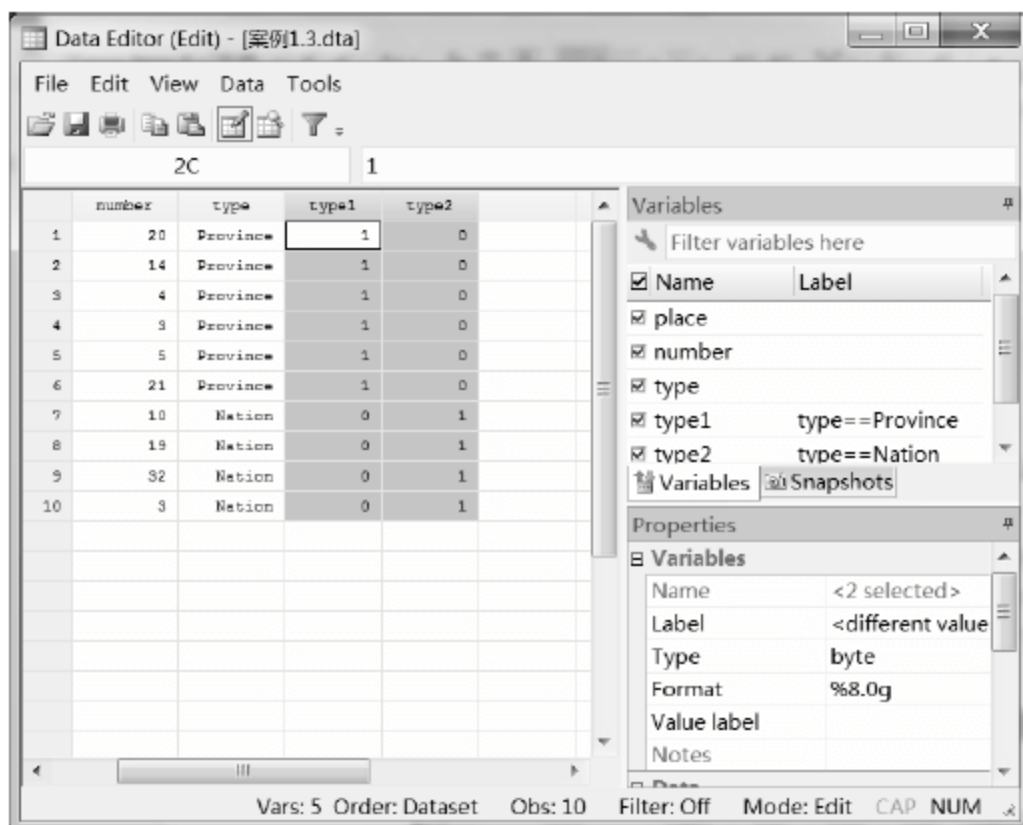 Data Editor (Edit) - [案例1.3.dta]
File Edit View Data Tools
2C 1
number type type1 type2
1 20 Province 1 0
2 14 Province 1 0
3 4 Province 1 0
4 3 Province 1 0
5 5 Province 1 0
6 21 Province 1 0
7 10 Nation 0 1
8 19 Nation 0 1
9 32 Nation 0 1
10 3 Nation 0 1
Variables
Filter variables here
Name Label
place
number
type
type1 type==Province
type2 type==Nation
Variables Snapshots
Properties
Variables
Name <2 selected>
Label <different value
Type byte
Format %8.0g
Value label
Notes
Data
Vars: 5 Order: Dataset Obs: 10 Filter: Off Mode: Edit CAP NUM